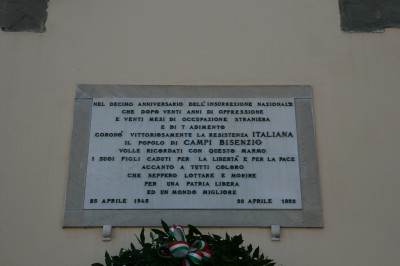 NEL DECIMO ANNIVERSARIO DELL'INSURREZIONE NAZIONALE
CHE DOPO VENTI ANNI DI OPPRESSIONE
E VENTI MESI DI OCCUPAZIONE STRANIERA
E DI TRADIMENTO
CORONÒ VITTORIOSAMENTE LA RESISTENZA ITALIANA
IL POPOLO DI CAMPI BISENZIO
VOLLE RICORDATI CON QUESTO MARMO
I SUOI FIGLI CADUTI PER LA LIBERTÀ E PER LA PACE
ACCANTO A TUTTI COLORO
CHE SEPPERO LOTTARE E MORIRE
PER UNA PATRIA LIBERA
ED UN MONDO MIGLIORE
25 APRILE 1945 25 APRILE 1955